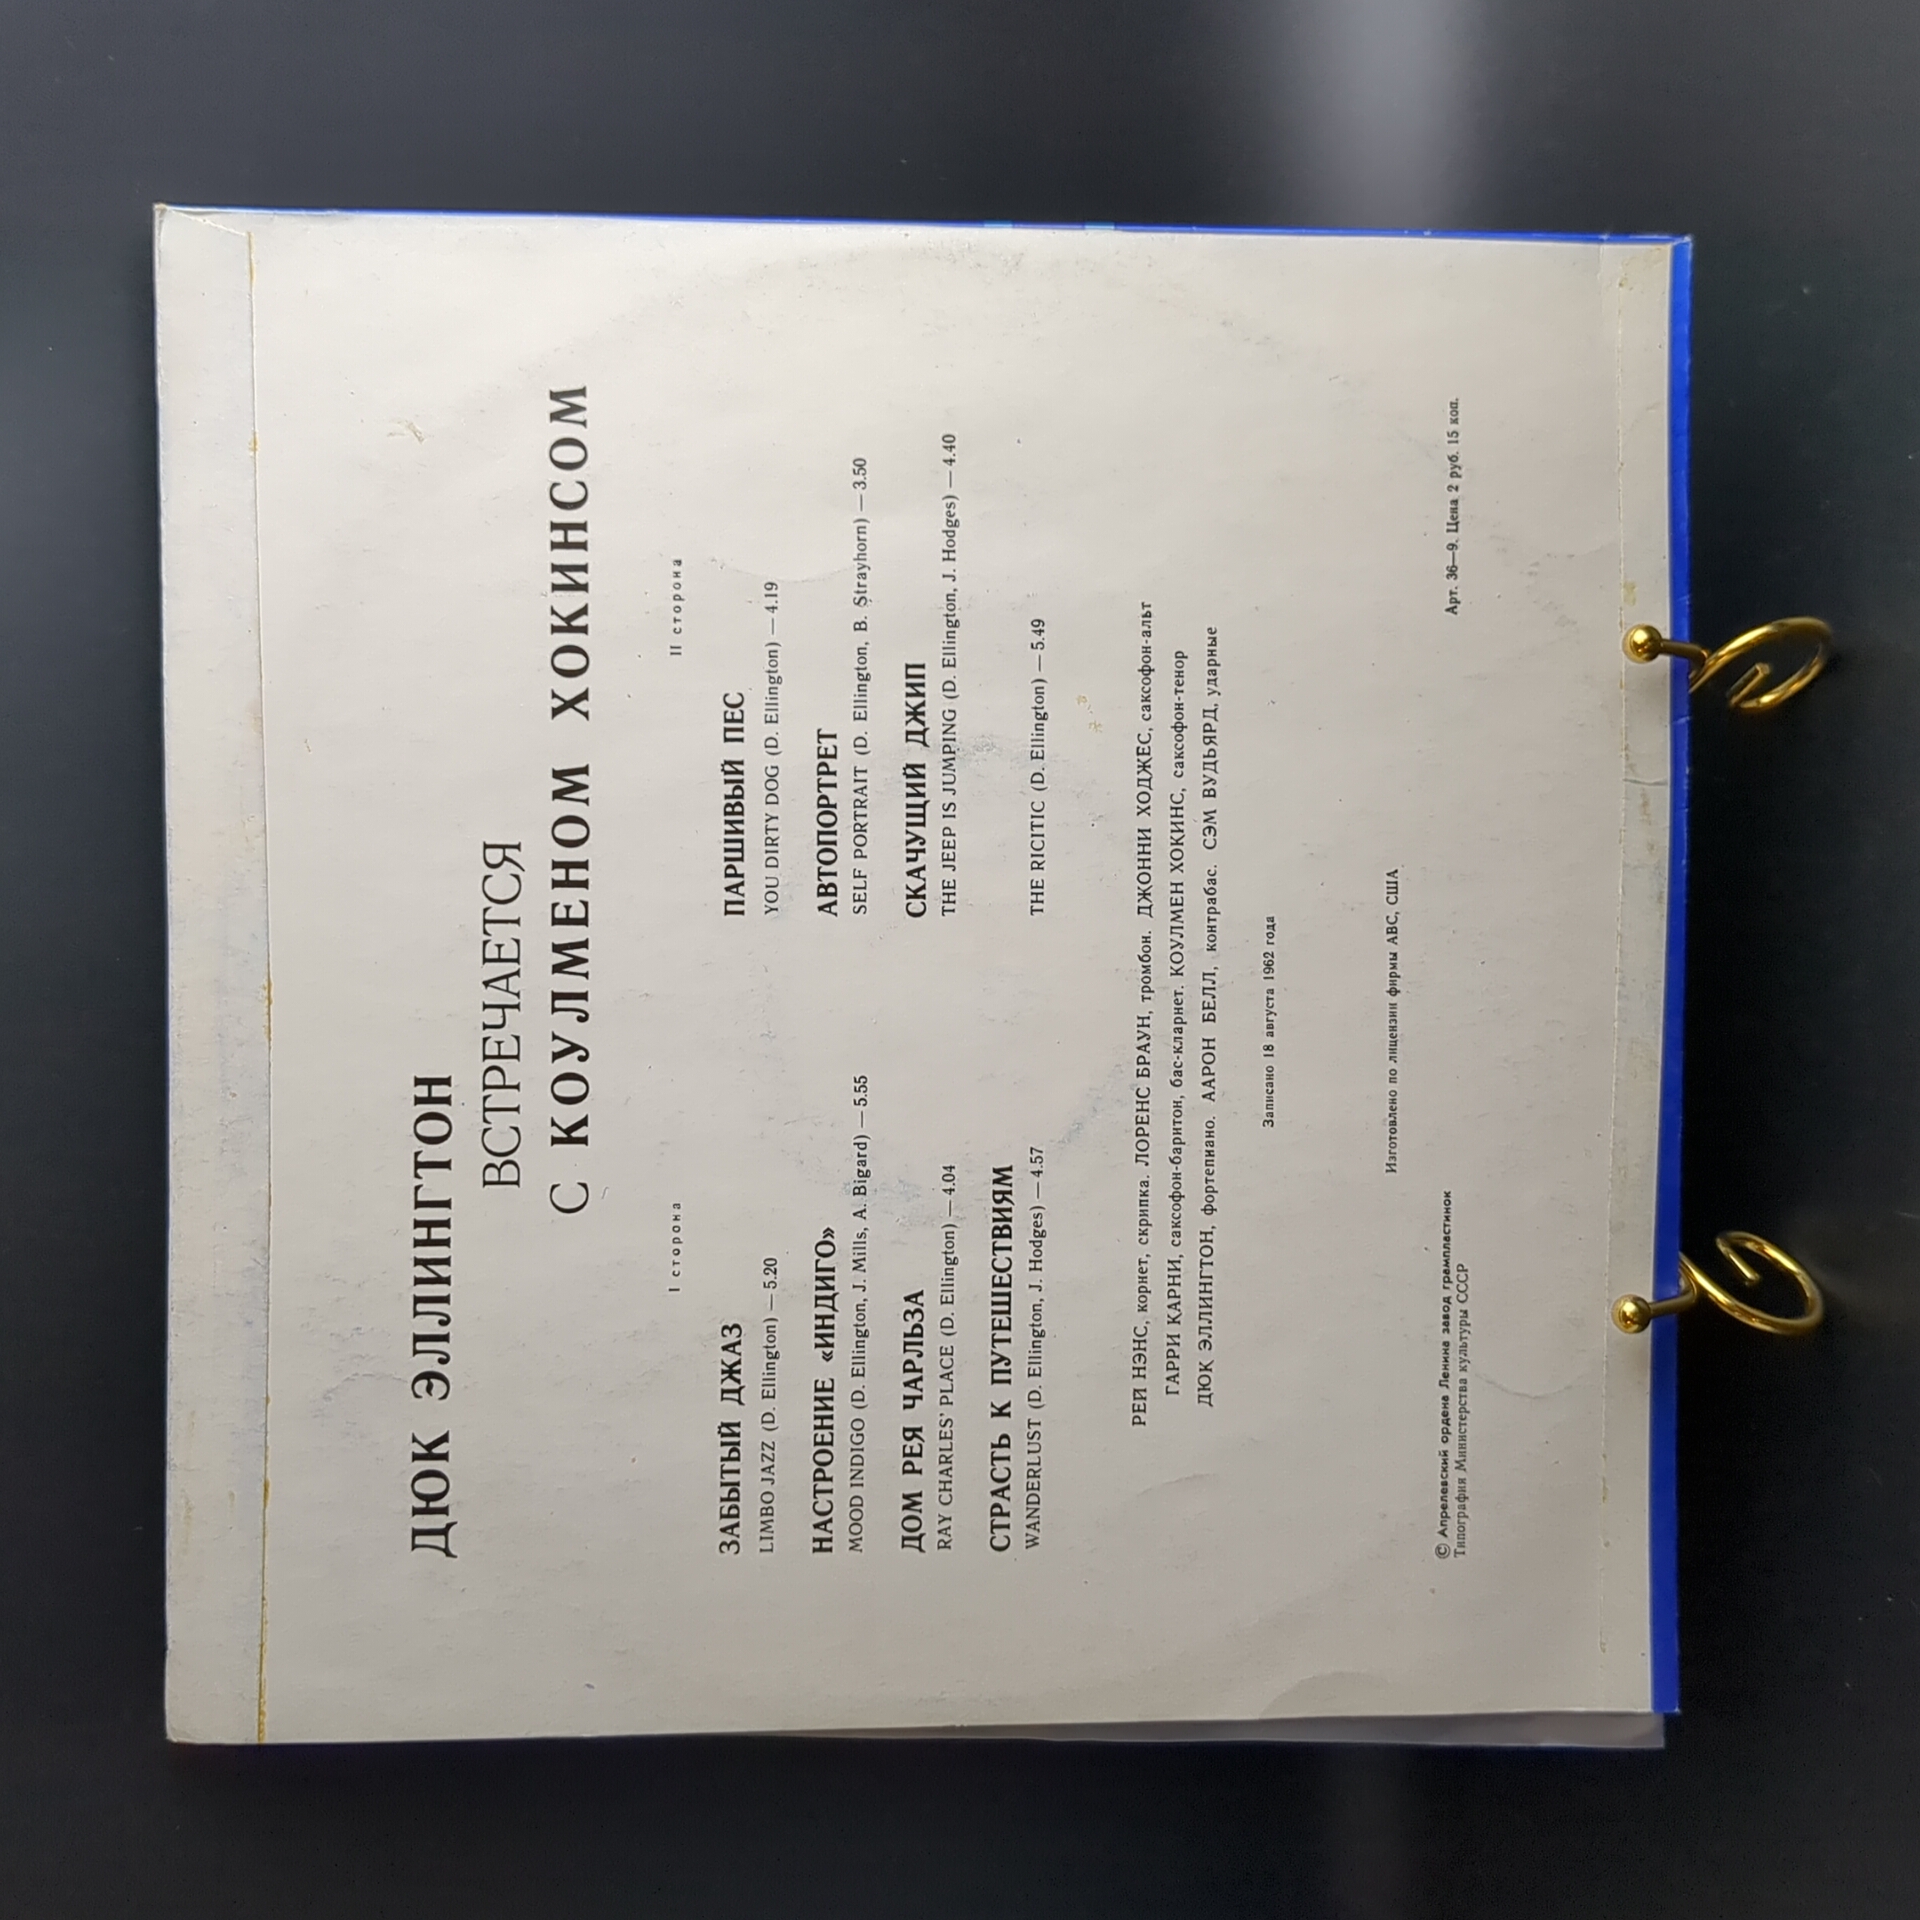 ДЮК ЭЛЛИНГТОН
ВСТРЕЧАЕТСЯ
С КОУЛМЕНОМ ХОКИНСОМ
I сторона
ЗАБЫТЫЙ ДЖАЗ
LIMBO JAZZ (D. Ellington) — 5.20
НАСТРОЕНИЕ «ИНДИГО»
MOOD INDIGO (D. Ellington, J. Mills, A. Bigard) — 5.55
ДОМ РЕЯ ЧАРЛЬЗА
RAY CHARLES' PLACE (D. Ellington) — 4.04
СТРАСТЬ К ПУТЕШЕСТВИЯМ
WANDERLUST (D. Ellington, J. Hodges) — 4.57
II сторона
ПАРШИВЫЙ ПЕС
YOU DIRTY DOG (D. Ellington) — 4.19
АВТОПОРТРЕТ
SELF PORTRAIT (D. Ellington, B. Strayhorn) — 3.50
СКАЧУЩИЙ ДЖИП
THE JEEP IS JUMPING (D. Ellington, J. Hodges) — 4.40
THE RICITIC (D. Ellington) — 5.49
РЕЙ НЭНС, корнет, скрипка. ЛОРЕНС БРАУН, тромбон. ДЖОННИ ХОДЖЕС, саксофон-альт
ГАРРИ КАРНИ, саксофон-баритон, бас-кларнет. КОУЛМЕН ХОКИНС, саксофон-тенор
ДЮК ЭЛЛИНГТОН, фортепиано. ААРОН БЕЛЛ, контрабас. СЭМ ВУДЬЯРД, ударные
Записано 18 августа 1962 года
Изготовлено по лицензии фирмы АВС, США
© Апрелевский ордена Ленина завод грампластинок
Типография Министерства культуры СССР
Арт. 36—9. Цена 2 руб. 15 коп.